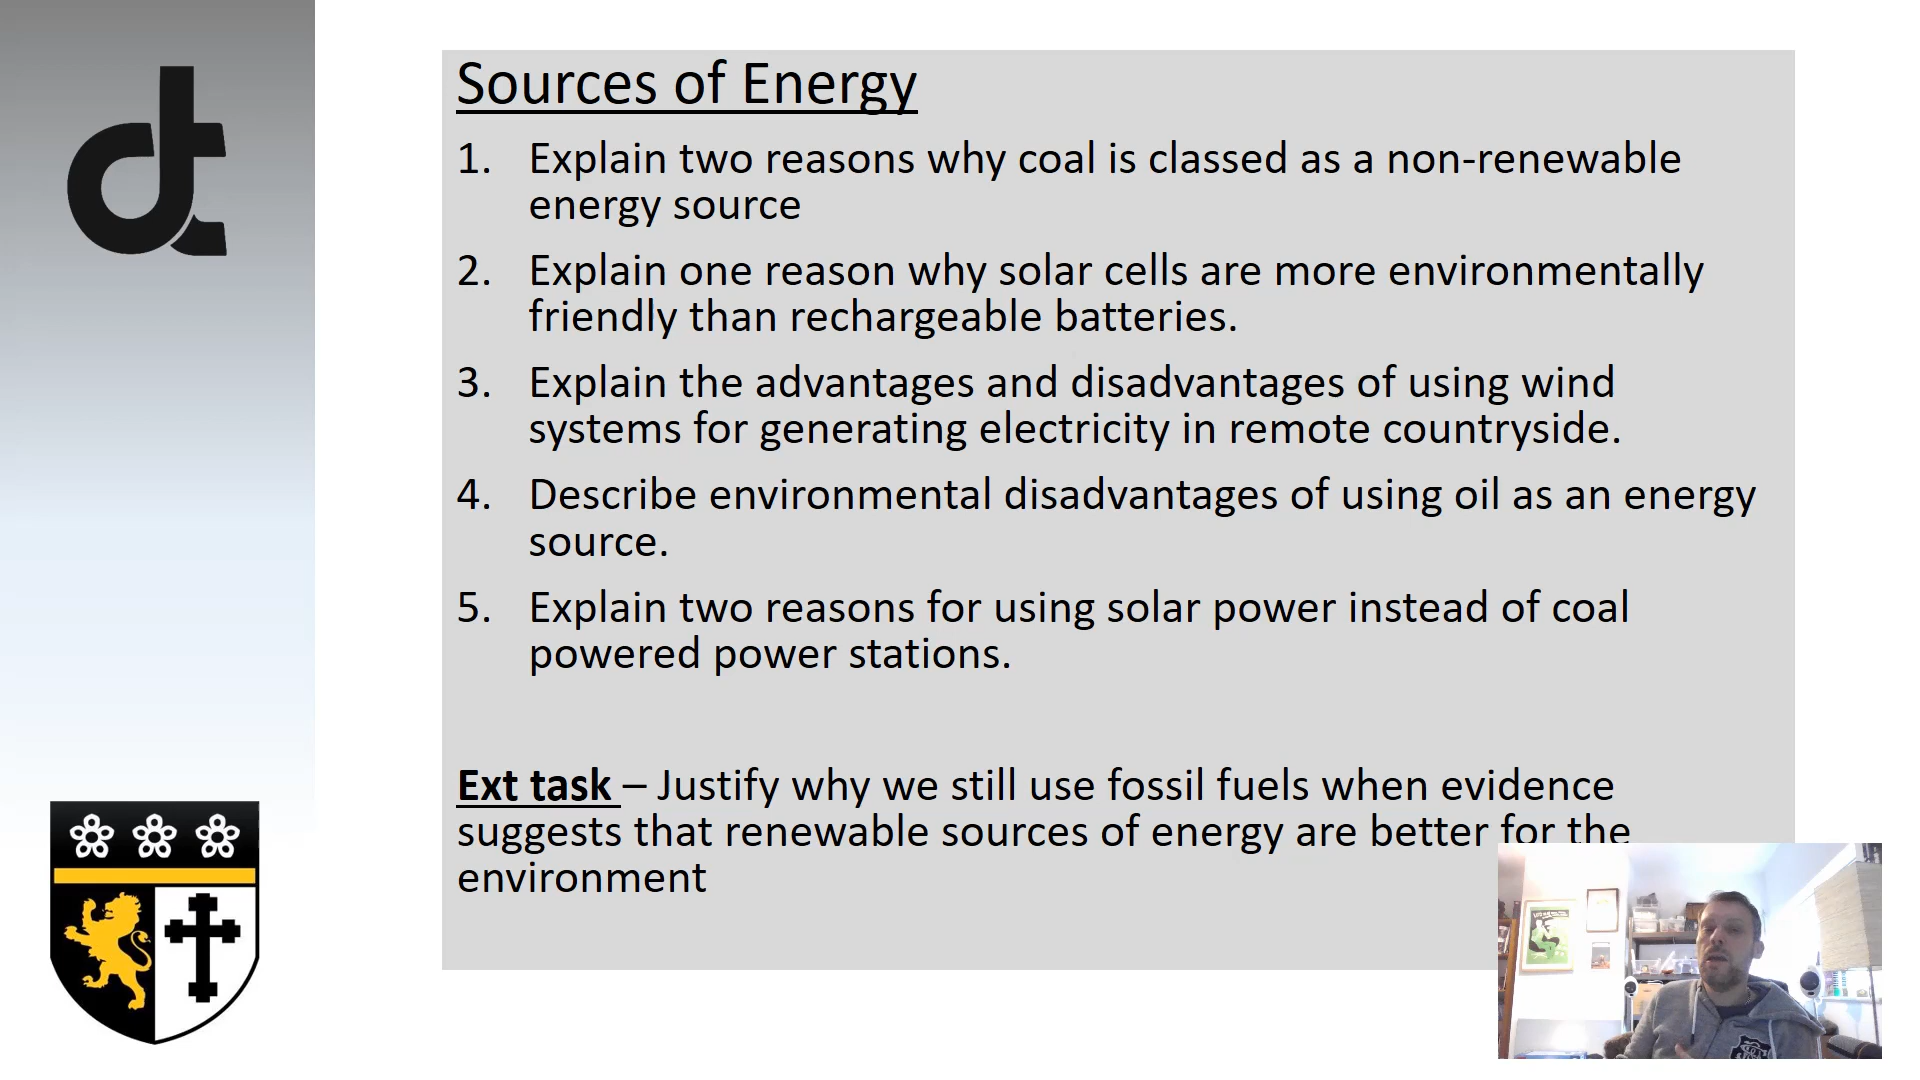 Sources of Energy
1. Explain two reasons why coal is classed as a non-renewable
energy source
2. Explain one reason why solar cells are more environmentally
friendly than rechargeable batteries.
3. Explain the advantages and disadvantages of using wind
systems for generating electricity in remote countryside.
4. Describe environmental disadvantages of using oil as an energy
source.
5. Explain two reasons for using solar power instead of coal
powered power stations.
Ext task – Justify why we still use fossil fuels when evidence
suggests that renewable sources of energy are better for the
environment
dt